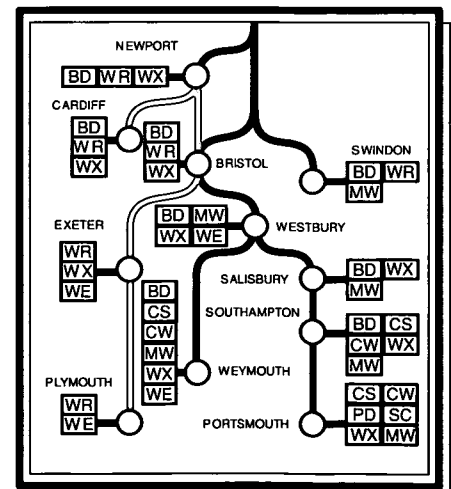 NEWPORT
BD WR WX
CARDIFF
BD
WR
WX
BD
WR
WX
BRISTOL
SWINDON
BD WR
MW
EXETER
WR
WX
WE
BD MW
WX WE
WESTBURY
SALISBURY
BD WX
MW
SOUTHAMPTON
BD CS
CW WX
MW
BD
CS
CW
MW
WX
WE
WEYMOUTH
PLYMOUTH
WR
WE
PORTSMOUTH
CS CW
PD SC
WX MW